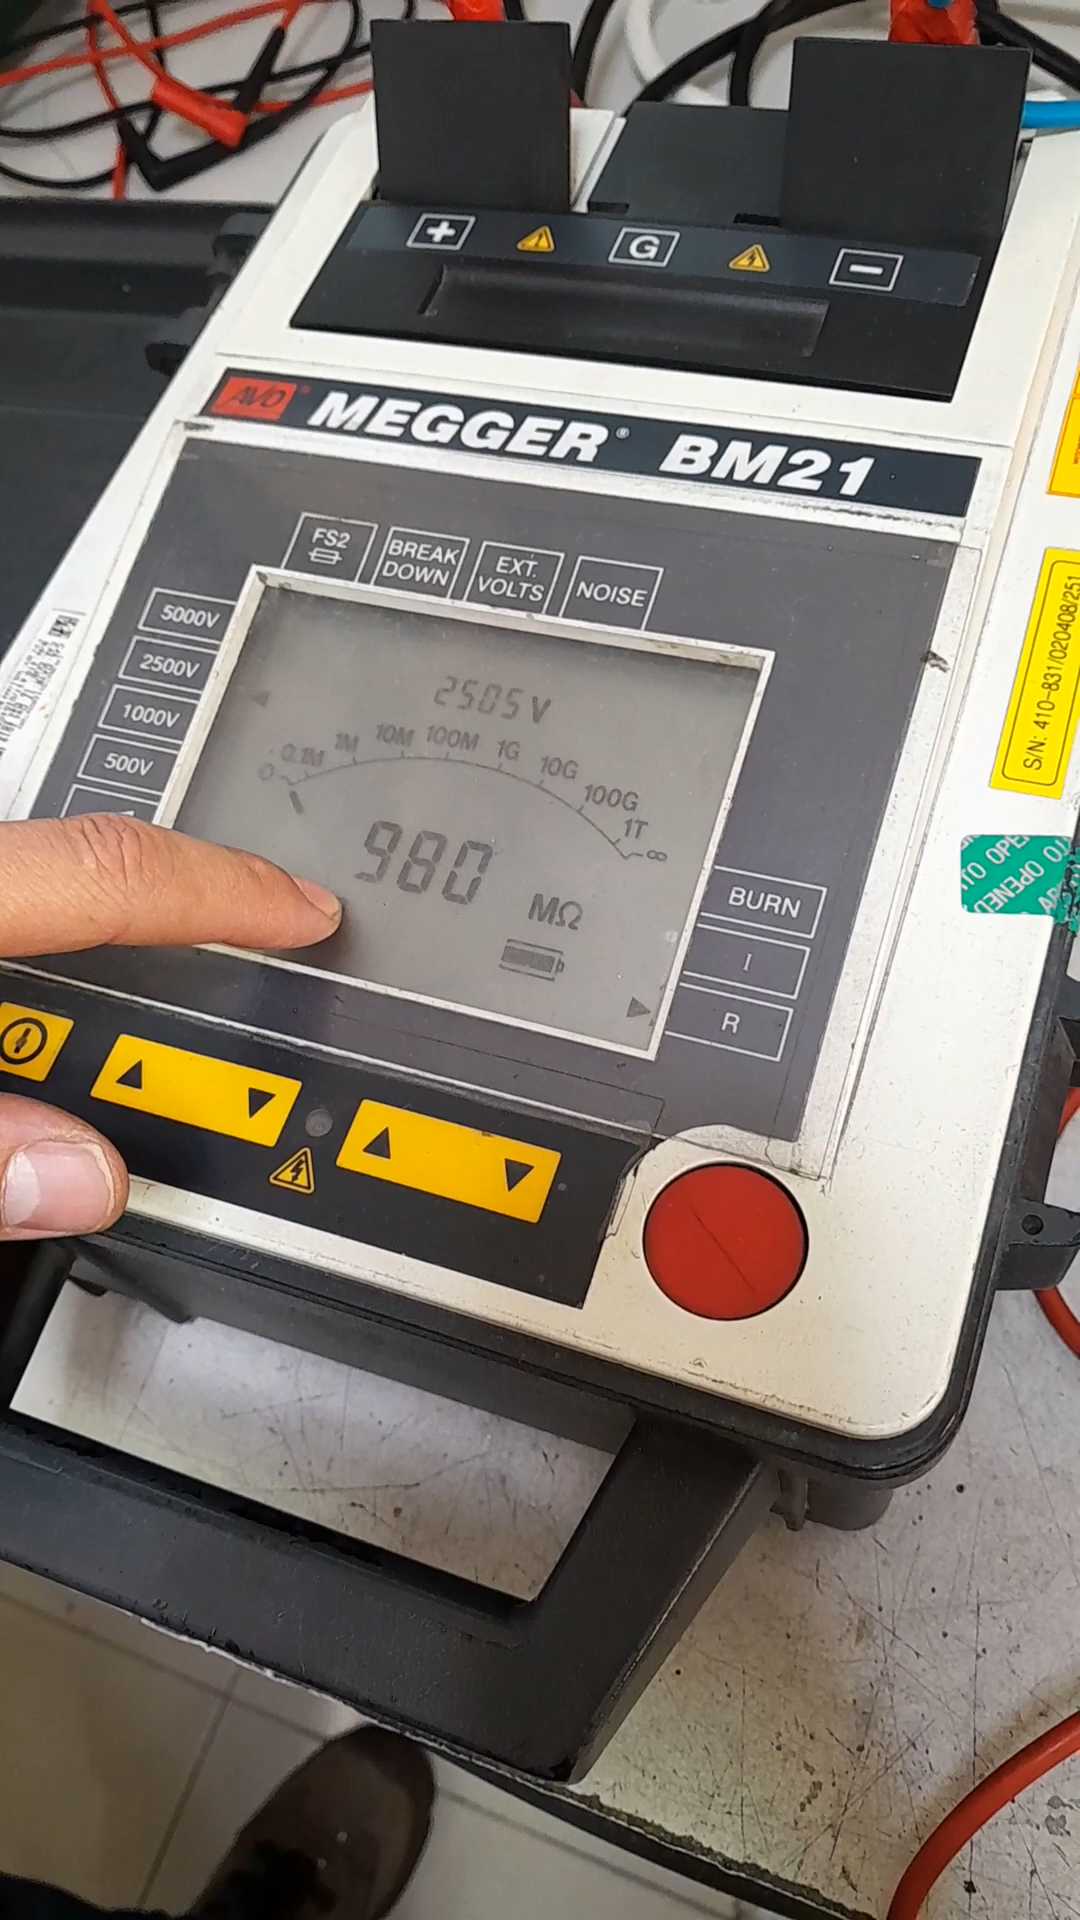 + G −
AVO® MEGGER® BM21
FS2
BREAK DOWN
EXT. VOLTS
NOISE
5000V
2500V
1000V
500V
2505V
0 0.1M 1M 10M 100M 1G 10G 100G 1T ∞
980 MΩ
BURN
I
R
S/N: 410-831/020408/251